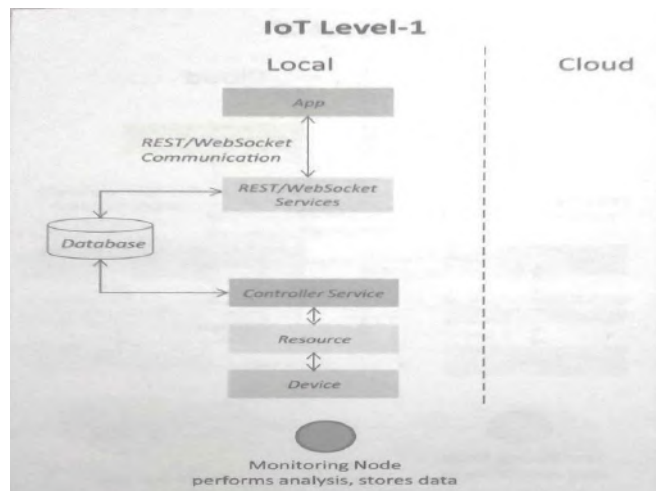 IoT Level-1
Local
Cloud
App
REST/WebSocket
Communication
REST/WebSocket
Services
Database
Controller Service
Resource
Device
Monitoring Node
performs analysis, stores data